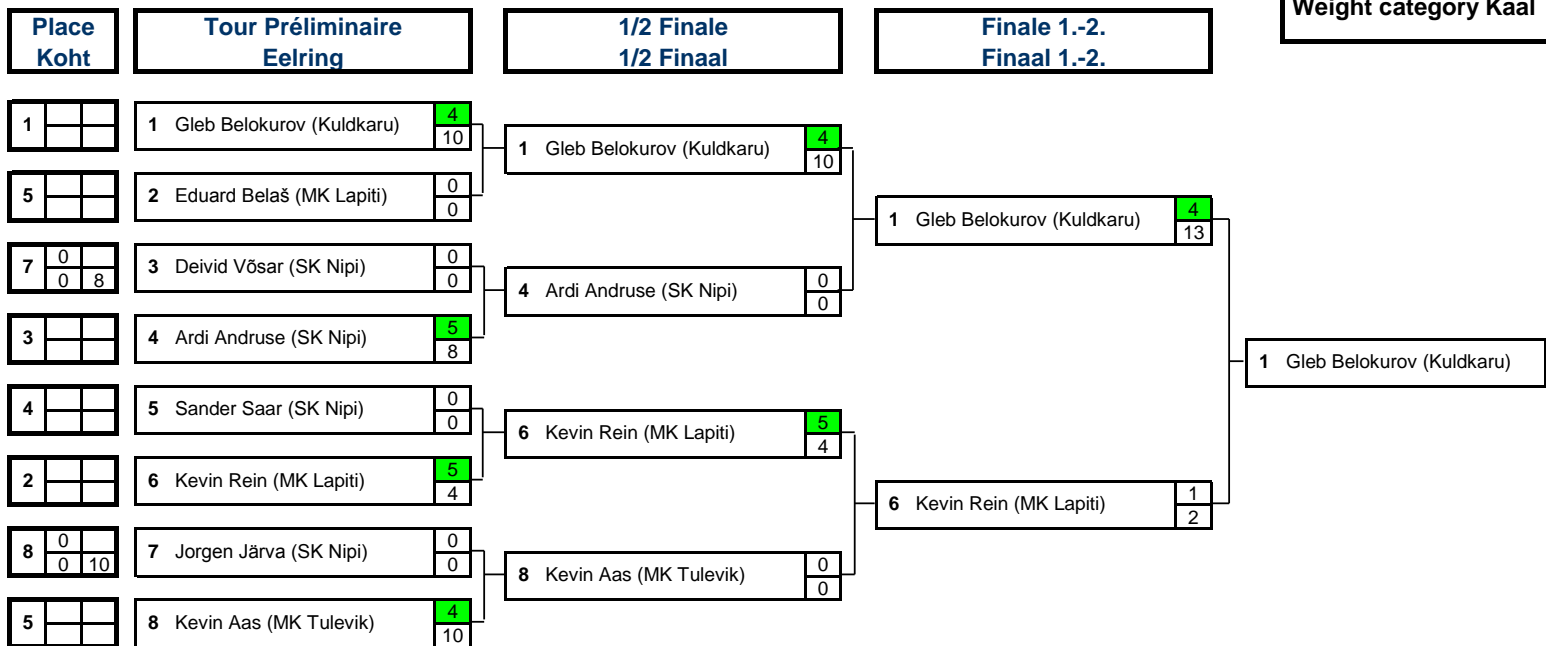 Weight category Kaal
Place
Koht
Tour Préliminaire
Eelring
1/2 Finale
1/2 Finaal
Finale 1.-2.
Finaal 1.-2.
1
1 Gleb Belokurov (Kuldkaru) 4
10
5
2 Eduard Belaš (MK Lapiti) 0
0
7 0
0 8
3 Deivid Võsar (SK Nipi) 0
0
3
4 Ardi Andruse (SK Nipi) 5
8
4
5 Sander Saar (SK Nipi) 0
0
2
6 Kevin Rein (MK Lapiti) 5
4
8 0
0 10
7 Jorgen Järva (SK Nipi) 0
0
5
8 Kevin Aas (MK Tulevik) 4
10
1 Gleb Belokurov (Kuldkaru) 4
10
4 Ardi Andruse (SK Nipi) 0
0
6 Kevin Rein (MK Lapiti) 5
4
8 Kevin Aas (MK Tulevik) 0
0
1 Gleb Belokurov (Kuldkaru) 4
13
6 Kevin Rein (MK Lapiti) 1
2
1 Gleb Belokurov (Kuldkaru)